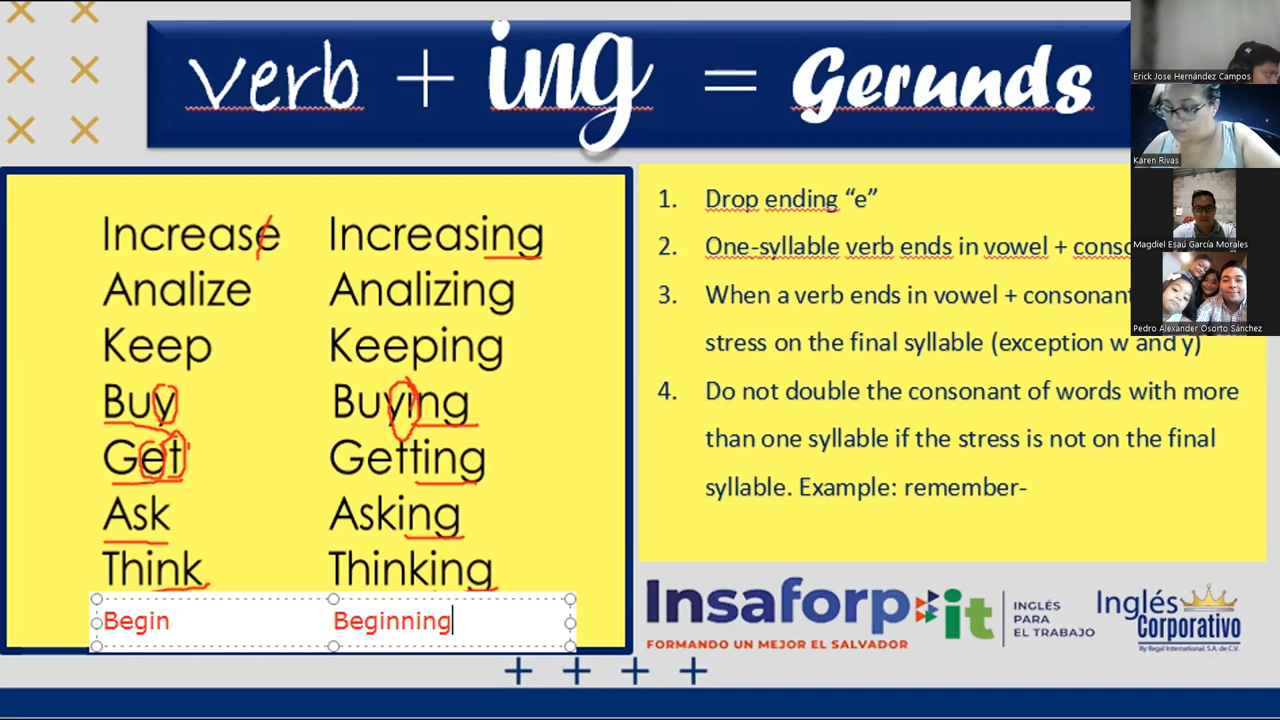 verb + ing = Gerunds
Increase Increasing
Analize Analizing
Keep Keeping
Buy Buying
Get Getting
Ask Asking
Think Thinking
Begin Beginning
1. Drop ending “e”
2. One-syllable verb ends in vowel +
3. When a verb ends in vowel + consonant
stress on the final syllable (exception w and y)
4. Do not double the consonant of words with more
than one syllable if the stress is not on the final
syllable. Example: remember-
Insaforp
FORMANDO UN MEJOR EL SALVADOR
it
INGLÉS
PARA
EL TRABAJO
Inglés
Corporativo
By Regal International, S.A. de C.V.
Erick Jose Hernández Campos
Karen Rivas
Magdiel Esaú García Morales
Pedro Alexander Osorto Sánchez